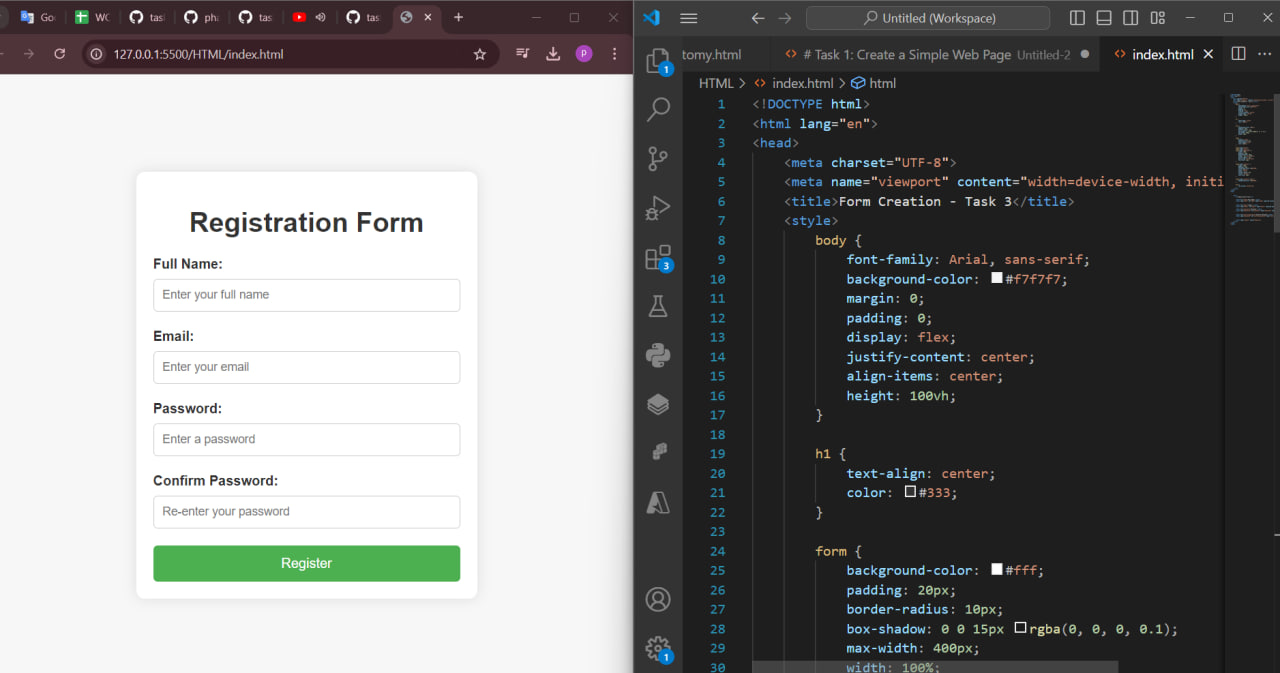 Go
WC
tas
pha
tas
tas
127.0.0.1:5500/HTML/index.html
P
Registration Form
Full Name:
Enter your full name
Email:
Enter your email
Password:
Enter a password
Confirm Password:
Re-enter your password
Register
Untitled (Workspace)
tomy.html
# Task 1: Create a Simple Web Page Untitled-2
index.html
HTML > index.html > html
1
3
1
1 <!DOCTYPE html>
2 <html lang="en">
3 <head>
4 <meta charset="UTF-8">
5 <meta name="viewport" content="width=device-width, initi
6 <title>Form Creation - Task 3</title>
7 <style>
8 body {
9 font-family: Arial, sans-serif;
10 background-color: #f7f7f7;
11 margin: 0;
12 padding: 0;
13 display: flex;
14 justify-content: center;
15 align-items: center;
16 height: 100vh;
17 }
18
19 h1 {
20 text-align: center;
21 color: #333;
22 }
23
24 form {
25 background-color: #fff;
26 padding: 20px;
27 border-radius: 10px;
28 box-shadow: 0 0 15px rgba(0, 0, 0, 0.1);
29 max-width: 400px;
30 width: 100%;